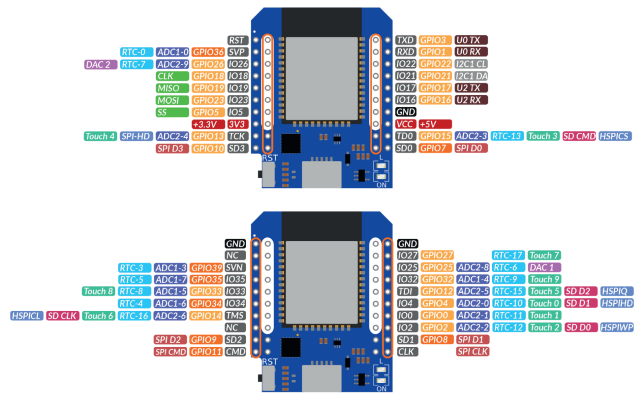 RST TXD GPIO3 U0 TX
RTC-0 ADC1-0 GPIO36 SVP RXD GPIO1 U0 RX
DAC 2 RTC-7 ADC2-9 GPIO26 IO26 IO22 GPIO22 I2C1 CL
CLK GPIO18 IO18 IO21 GPIO21 I2C1 DA
MISO GPIO19 IO19 IO17 GPIO17 U2 TX
MOSI GPIO23 IO23 IO16 GPIO16 U2 RX
SS GPIO5 IO5 GND
+3.3V 3V3 VCC +5V
Touch 4 SPI-HD ADC2-4 GPIO13 TCK TD0 GPIO15 ADC2-3 RTC-13 Touch 3 SD CMD HSPICS
SPI D3 GPIO10 SD3 SD0 GPIO7 SPI D0
RST L
ON
GND GND
NC IO27 GPIO27 RTC-17 Touch 7
RTC-3 ADC1-3 GPIO39 SVN IO25 GPIO25 ADC2-8 RTC-6 DAC 1
RTC-5 ADC1-7 GPIO35 IO35 IO32 GPIO32 ADC1-4 RTC-9 Touch 9
Touch 8 RTC-8 ADC1-5 GPIO33 IO33 TDI GPIO12 ADC2-5 RTC-15 Touch 5 SD D2 HSPIQ
RTC-4 ADC1-6 GPIO34 IO34 IO4 GPIO4 ADC2-0 RTC-10 Touch 0 SD D1 HSPIHD
HSPICL SD CLK Touch 6 RTC-16 ADC2-6 GPIO14 TMS IO0 GPIO0 ADC2-1 RTC-11 Touch 1
NC IO2 GPIO2 ADC2-2 RTC-12 Touch 2 SD D0 HSPIWP
SPI D2 GPIO9 SD2 SD1 GPIO8 SPI D1
SPI CMD GPIO11 CMD CLK SPI CLK
RST L
ON